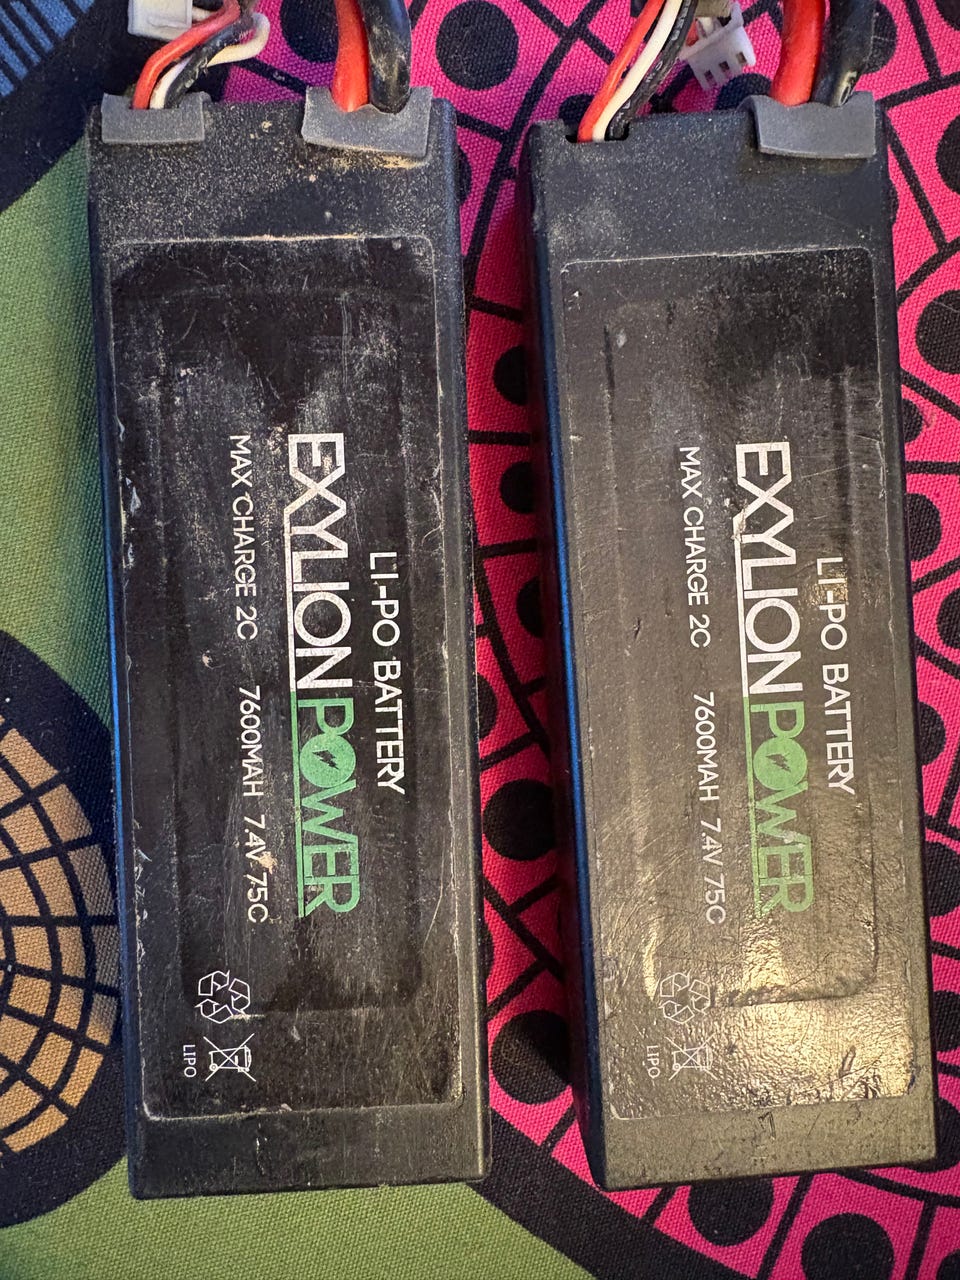 LI-PO BATTERY
EXYLION POWER
MAX CHARGE 2C 7600MAH 7.4V 75C
LIPO
LI-PO BATTERY
EXYLION POWER
MAX CHARGE 2C 7600MAH 7.4V 75C
LIPO